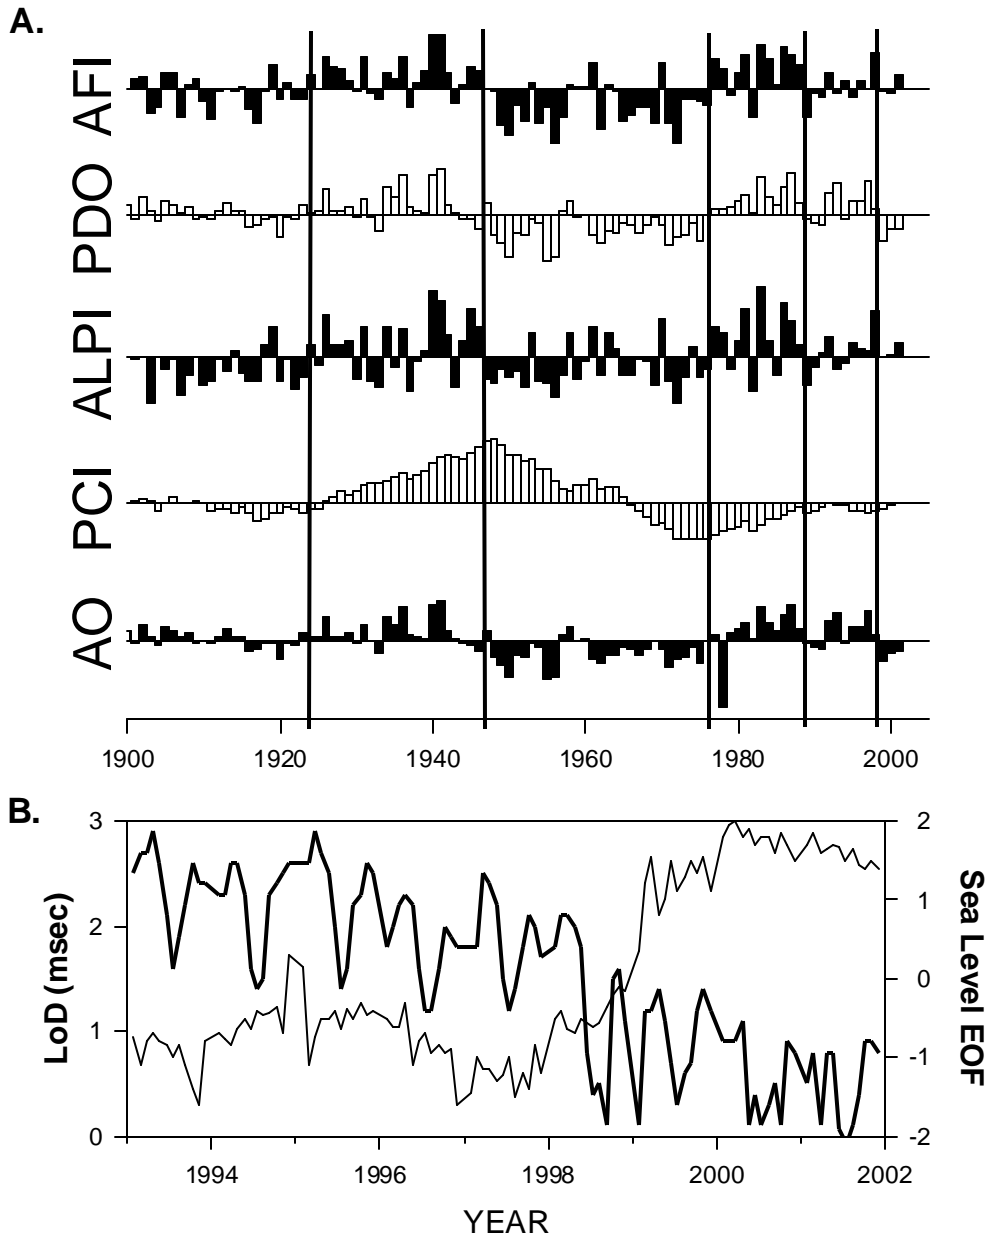 A.
AFI
PDO
ALPI
PCI
AO
1900 1920 1940 1960 1980 2000
B.
3 2
2 1
1 0
0 -1
-2
LoD (msec)
Sea Level EOF
1994 1996 1998 2000 2002
YEAR